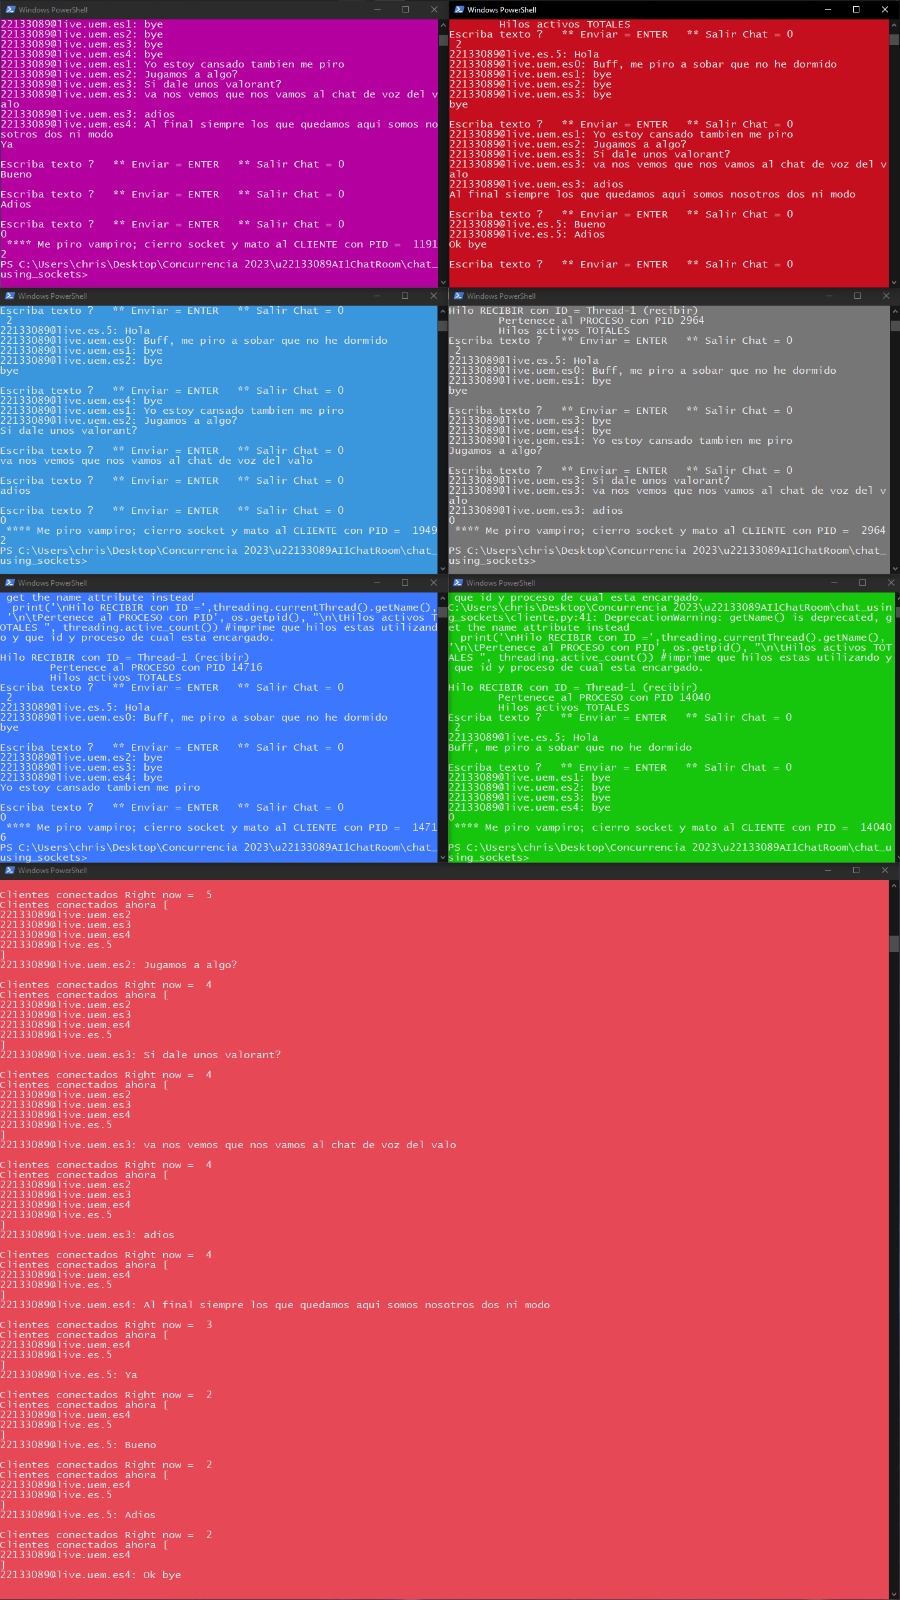 Windows PowerShell
22133089@live.uem.es1: bye
22133089@live.uem.es2: bye
22133089@live.uem.es3: bye
22133089@live.uem.es4: bye
22133089@live.uem.es1: Yo estoy cansado tambien me piro
22133089@live.uem.es2: Jugamos a algo?
22133089@live.uem.es3: Si dale unos valorant?
22133089@live.uem.es3: va nos vemos que nos vamos al chat de voz del v
alo
22133089@live.uem.es3: adios
22133089@live.uem.es4: Al final siempre los que quedamos aqui somos no
sotros dos ni modo
Ya
Escriba texto ?   ** Enviar = ENTER   ** Salir Chat = 0
Bueno
Escriba texto ?   ** Enviar = ENTER   ** Salir Chat = 0
Adios
Escriba texto ?   ** Enviar = ENTER   ** Salir Chat = 0
0
**** Me piro vampiro; cierro socket y mato al CLIENTE con PID =  1191
2
PS C:\Users\chris\Desktop\Concurrencia 2023\u22133089AI1ChatRoom\chat_
using_sockets>
Windows PowerShell
Hilos activos TOTALES
Escriba texto ?   ** Enviar = ENTER   ** Salir Chat = 0
2
22133089@live.es.5: Hola
22133089@live.uem.es0: Buff, me piro a sobar que no he dormido
22133089@live.uem.es1: bye
22133089@live.uem.es2: bye
22133089@live.uem.es3: bye
bye
Escriba texto ?   ** Enviar = ENTER   ** Salir Chat = 0
22133089@live.uem.es1: Yo estoy cansado tambien me piro
22133089@live.uem.es2: Jugamos a algo?
22133089@live.uem.es3: Si dale unos valorant?
22133089@live.uem.es3: va nos vemos que nos vamos al chat de voz del v
alo
22133089@live.uem.es3: adios
Al final siempre los que quedamos aqui somos nosotros dos ni modo
Escriba texto ?   ** Enviar = ENTER   ** Salir Chat = 0
22133089@live.es.5: Bueno
22133089@live.es.5: Adios
Ok bye
Escriba texto ?   ** Enviar = ENTER   ** Salir Chat = 0
Windows PowerShell
Escriba texto ?   ** Enviar = ENTER   ** Salir Chat = 0
2
22133089@live.es.5: Hola
22133089@live.uem.es0: Buff, me piro a sobar que no he dormido
22133089@live.uem.es1: bye
22133089@live.uem.es2: bye
bye
Escriba texto ?   ** Enviar = ENTER   ** Salir Chat = 0
22133089@live.uem.es4: bye
22133089@live.uem.es1: Yo estoy cansado tambien me piro
22133089@live.uem.es2: Jugamos a algo?
Si dale unos valorant?
Escriba texto ?   ** Enviar = ENTER   ** Salir Chat = 0
va nos vemos que nos vamos al chat de voz del valo
Escriba texto ?   ** Enviar = ENTER   ** Salir Chat = 0
adios
Escriba texto ?   ** Enviar = ENTER   ** Salir Chat = 0
0
**** Me piro vampiro; cierro socket y mato al CLIENTE con PID =  1949
2
PS C:\Users\chris\Desktop\Concurrencia 2023\u22133089AI1ChatRoom\chat_
using_sockets>
Windows PowerShell
Hilo RECIBIR con ID = Thread-1 (recibir)
Pertenece al PROCESO con PID 2964
Hilos activos TOTALES
Escriba texto ?   ** Enviar = ENTER   ** Salir Chat = 0
2
22133089@live.es.5: Hola
22133089@live.uem.es0: Buff, me piro a sobar que no he dormido
22133089@live.uem.es1: bye
bye
Escriba texto ?   ** Enviar = ENTER   ** Salir Chat = 0
22133089@live.uem.es3: bye
22133089@live.uem.es4: bye
22133089@live.uem.es1: Yo estoy cansado tambien me piro
Jugamos a algo?
Escriba texto ?   ** Enviar = ENTER   ** Salir Chat = 0
22133089@live.uem.es3: Si dale unos valorant?
22133089@live.uem.es3: va nos vemos que nos vamos al chat de voz del v
alo
22133089@live.uem.es3: adios
0
**** Me piro vampiro; cierro socket y mato al CLIENTE con PID =  2964
PS C:\Users\chris\Desktop\Concurrencia 2023\u22133089AI1ChatRoom\chat_
using_sockets>
Windows PowerShell
get the name attribute instead
print('\nHilo RECIBIR con ID =',threading.currentThread().getName(),
'\n\tPertenece al PROCESO con PID', os.getpid(), "\n\tHilos activos T
OTALES ", threading.active_count()) #imprime que hilos estas utilizand
o y que id y proceso de cual esta encargado.
Hilo RECIBIR con ID = Thread-1 (recibir)
Pertenece al PROCESO con PID 14716
Hilos activos TOTALES
Escriba texto ?   ** Enviar = ENTER   ** Salir Chat = 0
2
22133089@live.es.5: Hola
22133089@live.uem.es0: Buff, me piro a sobar que no he dormido
bye
Escriba texto ?   ** Enviar = ENTER   ** Salir Chat = 0
22133089@live.uem.es2: bye
22133089@live.uem.es3: bye
22133089@live.uem.es4: bye
Yo estoy cansado tambien me piro
Escriba texto ?   ** Enviar = ENTER   ** Salir Chat = 0
0
**** Me piro vampiro; cierro socket y mato al CLIENTE con PID =  1471
6
PS C:\Users\chris\Desktop\Concurrencia 2023\u22133089AI1ChatRoom\chat_
using_sockets>
Windows PowerShell
que id y proceso de cual esta encargado.
C:\Users\chris\Desktop\Concurrencia 2023\u22133089AI1ChatRoom\chat_usin
g_sockets\cliente.py:41: DeprecationWarning: getName() is deprecated, g
et the name attribute instead
print('\nHilo RECIBIR con ID =',threading.currentThread().getName(),
'\n\tPertenece al PROCESO con PID', os.getpid(), "\n\tHilos activos TOT
ALES ", threading.active_count()) #imprime que hilos estas utilizando y
que id y proceso de cual esta encargado.
Hilo RECIBIR con ID = Thread-1 (recibir)
Pertenece al PROCESO con PID 14040
Hilos activos TOTALES
Escriba texto ?   ** Enviar = ENTER   ** Salir Chat = 0
2
22133089@live.es.5: Hola
Buff, me piro a sobar que no he dormido
Escriba texto ?   ** Enviar = ENTER   ** Salir Chat = 0
22133089@live.uem.es1: bye
22133089@live.uem.es2: bye
22133089@live.uem.es3: bye
22133089@live.uem.es4: bye
0
**** Me piro vampiro; cierro socket y mato al CLIENTE con PID =  14040
PS C:\Users\chris\Desktop\Concurrencia 2023\u22133089AI1ChatRoom\chat_u
sing_sockets>
Windows PowerShell
Clientes conectados Right now =  5
Clientes conectados ahora [
22133089@live.uem.es2
22133089@live.uem.es3
22133089@live.uem.es4
22133089@live.es.5
]
22133089@live.uem.es2: Jugamos a algo?
Clientes conectados Right now =  4
Clientes conectados ahora [
22133089@live.uem.es2
22133089@live.uem.es3
22133089@live.uem.es4
22133089@live.es.5
]
22133089@live.uem.es3: Si dale unos valorant?
Clientes conectados Right now =  4
Clientes conectados ahora [
22133089@live.uem.es2
22133089@live.uem.es3
22133089@live.uem.es4
22133089@live.es.5
]
22133089@live.uem.es3: va nos vemos que nos vamos al chat de voz del valo
Clientes conectados Right now =  4
Clientes conectados ahora [
22133089@live.uem.es2
22133089@live.uem.es3
22133089@live.uem.es4
22133089@live.es.5
]
22133089@live.uem.es3: adios
Clientes conectados Right now =  4
Clientes conectados ahora [
22133089@live.uem.es4
22133089@live.es.5
]
22133089@live.uem.es4: Al final siempre los que quedamos aqui somos nosotros dos ni modo
Clientes conectados Right now =  3
Clientes conectados ahora [
22133089@live.uem.es4
22133089@live.es.5
]
22133089@live.es.5: Ya
Clientes conectados Right now =  2
Clientes conectados ahora [
22133089@live.uem.es4
22133089@live.es.5
]
22133089@live.es.5: Bueno
Clientes conectados Right now =  2
Clientes conectados ahora [
22133089@live.uem.es4
22133089@live.es.5
]
22133089@live.es.5: Adios
Clientes conectados Right now =  2
Clientes conectados ahora [
22133089@live.uem.es4
]
22133089@live.uem.es4: Ok bye